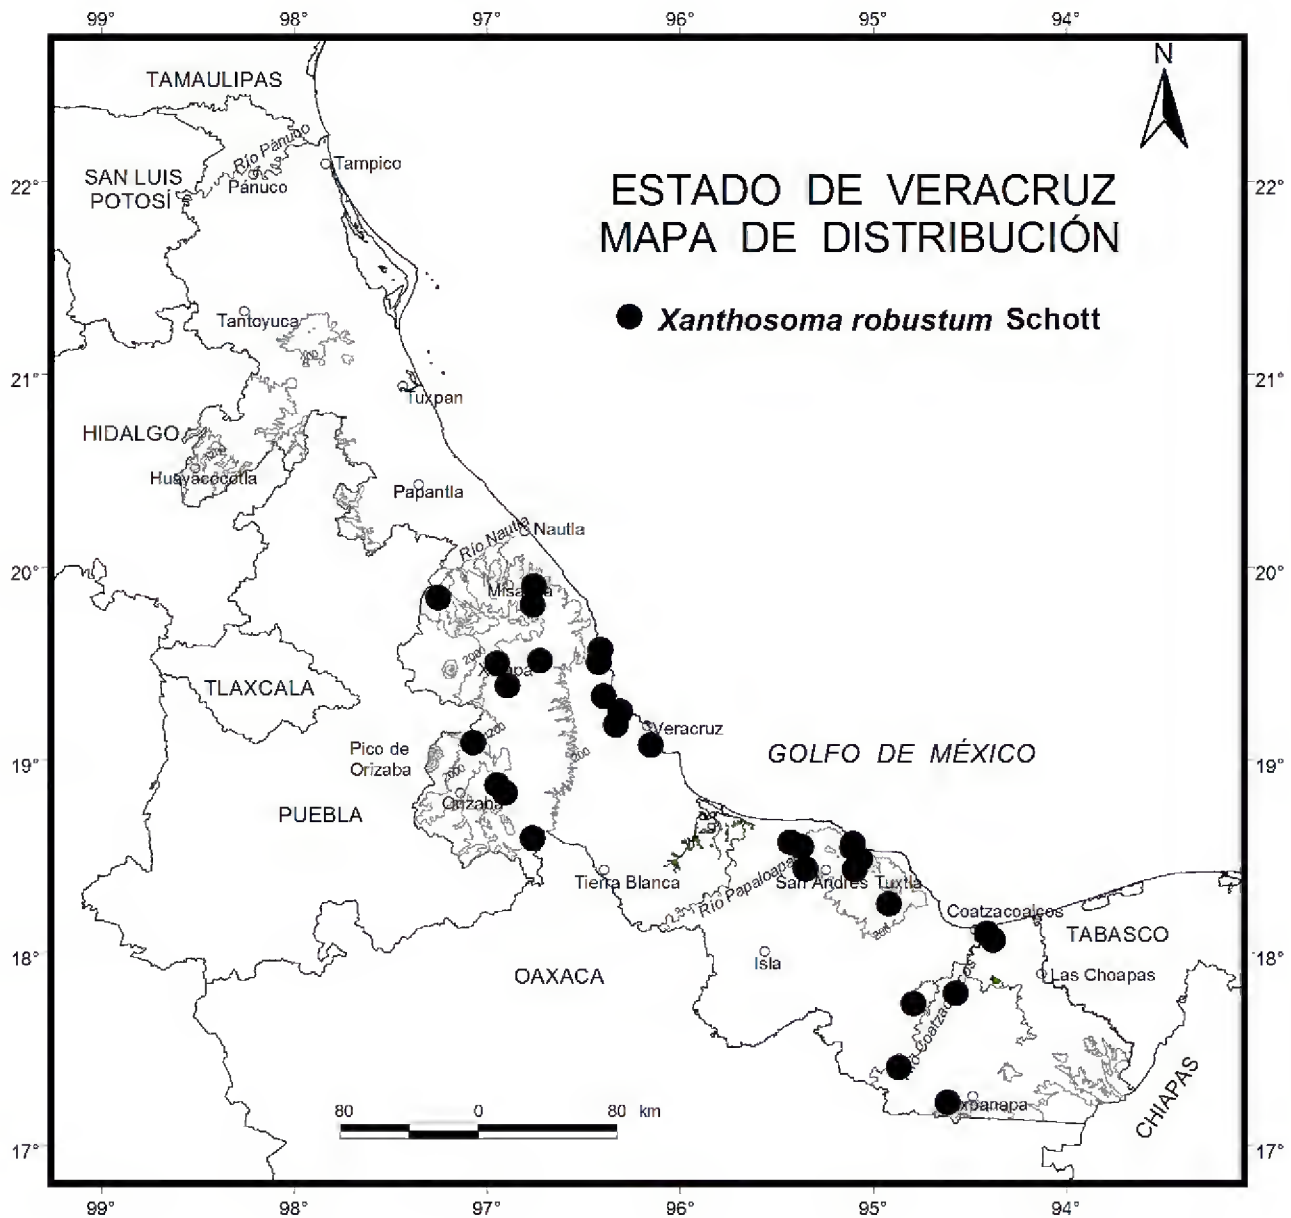 99° 98° 97° 96° 95° 94°
N
TAMAULIPAS
Río Pánuco
Tampico
SAN LUIS
POTOSÍ
Pánuco
22° 22°
ESTADO DE VERACRUZ
MAPA DE DISTRIBUCIÓN
Tantoyuca
Xanthosoma robustum Schott
200
21° 21°
Tuxpan
HIDALGO
Huayacocotla
Papantla
Río Nautla
Nautla
20° 20°
2000
TLAXCALA
Veracruz
200
Pico de
Orizaba
GOLFO DE MÉXICO
19° 19°
Orizaba
PUEBLA
Tierra Blanca
Río Papaloapan
San Andrés Tuxtla
200
Coatzacoalcos
TABASCO
18° 18°
Isla
OAXACA
Las Choapas
CHIAPAS
80 0 80 km
17° 17°
99° 98° 97° 96° 95° 94°